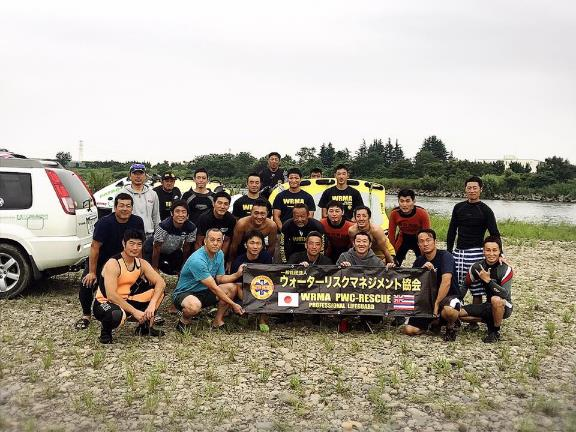 WRMA
WRMA
一般社団法人
ウォーターリスクマネジメント協会
WRMA PWC-RESCUE
PROFESSIONAL LIFEGUARD